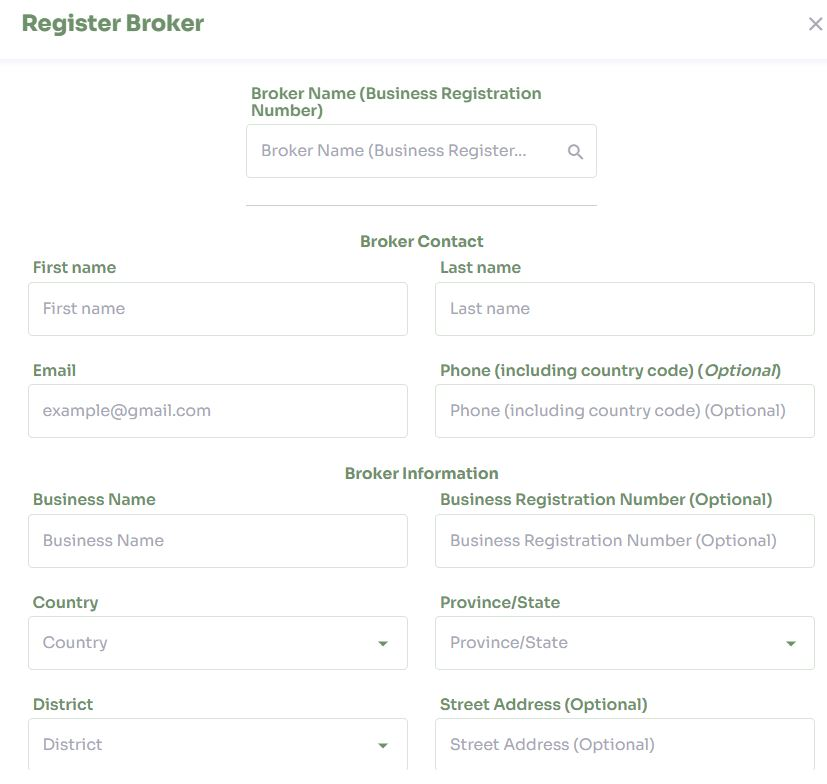 Register Broker
Broker Name (Business Registration
Number)
Broker Name (Business Register...
Broker Contact
First name
Last name
First name
Last name
Email
Phone (including country code) (Optional)
example@gmail.com
Phone (including country code) (Optional)
Broker Information
Business Name
Business Registration Number (Optional)
Business Name
Business Registration Number (Optional)
Country
Province/State
Country
Province/State
District
Street Address (Optional)
District
Street Address (Optional)